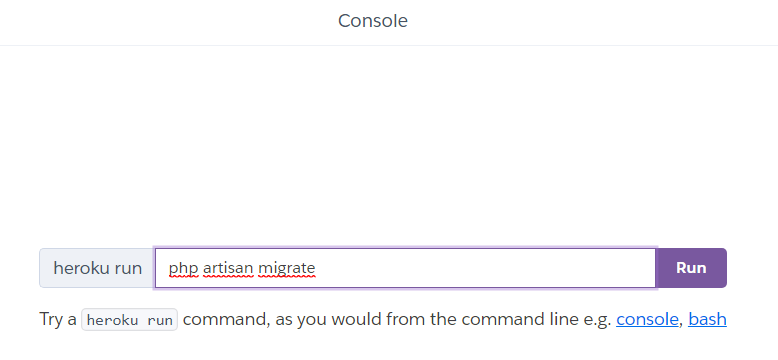 Console
heroku run php artisan migrate Run
Try a heroku run command, as you would from the command line e.g. console, bash